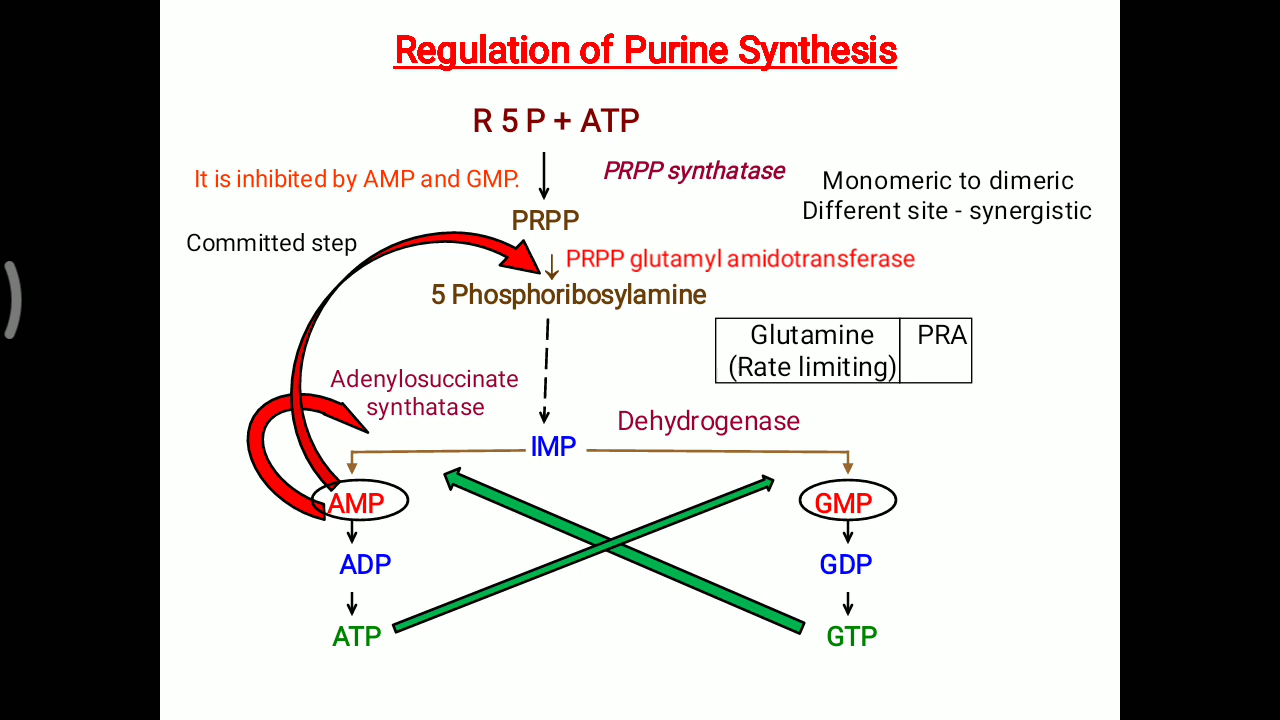 Regulation of Purine Synthesis
R 5 P + ATP
It is inhibited by AMP and GMP.
PRPP synthatase
Monomeric to dimeric
Different site - synergistic
PRPP
Committed step
PRPP glutamyl amidotransferase
5 Phosphoribosylamine
Glutamine
(Rate limiting)
PRA
Adenylosuccinate
synthatase
Dehydrogenase
IMP
AMP
GMP
ADP
GDP
ATP
GTP